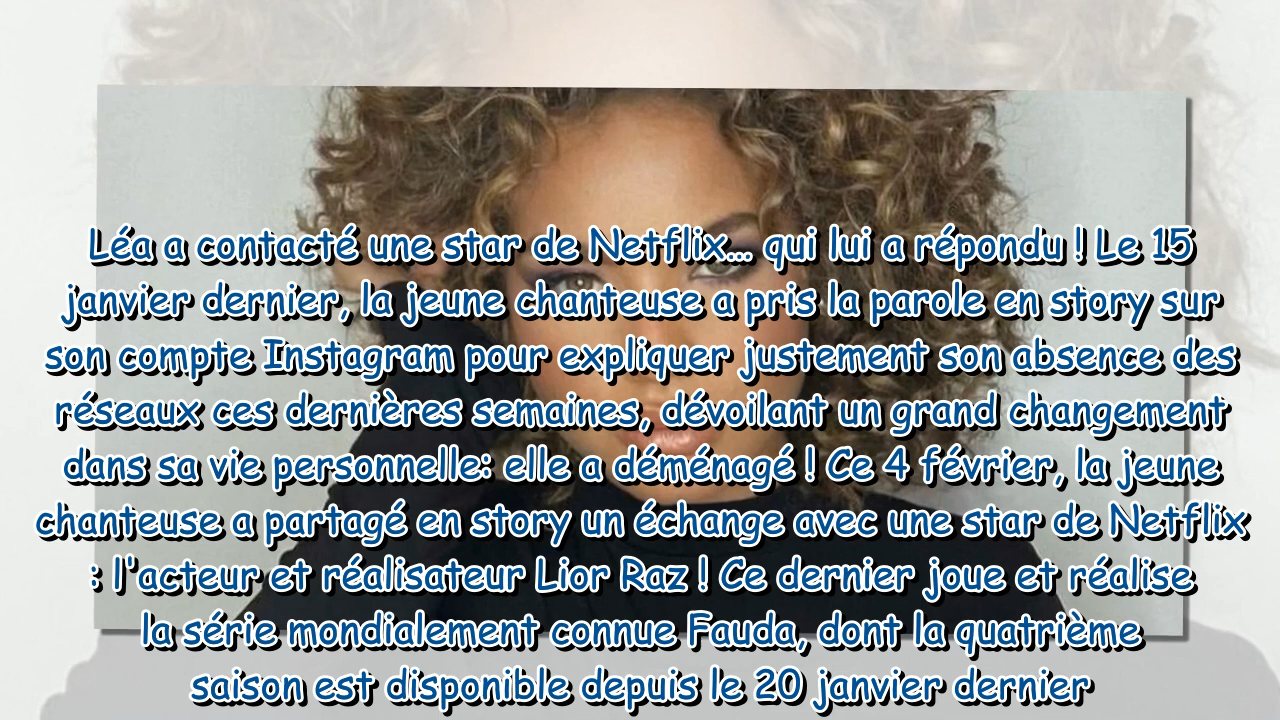 Léa a contacté une star de Netflix... qui lui a répondu ! Le 15
janvier dernier, la jeune chanteuse a pris la parole en story sur
son compte Instagram pour expliquer justement son absence des
réseaux ces dernières semaines, dévoilant un grand changement
dans sa vie personnelle: elle a déménagé ! Ce 4 février, la jeune
chanteuse a partagé en story un échange avec une star de Netflix
: l'acteur et réalisateur Lior Raz ! Ce dernier joue et réalise
la série mondialement connue Fauda, dont la quatrième
saison est disponible depuis le 20 janvier dernier